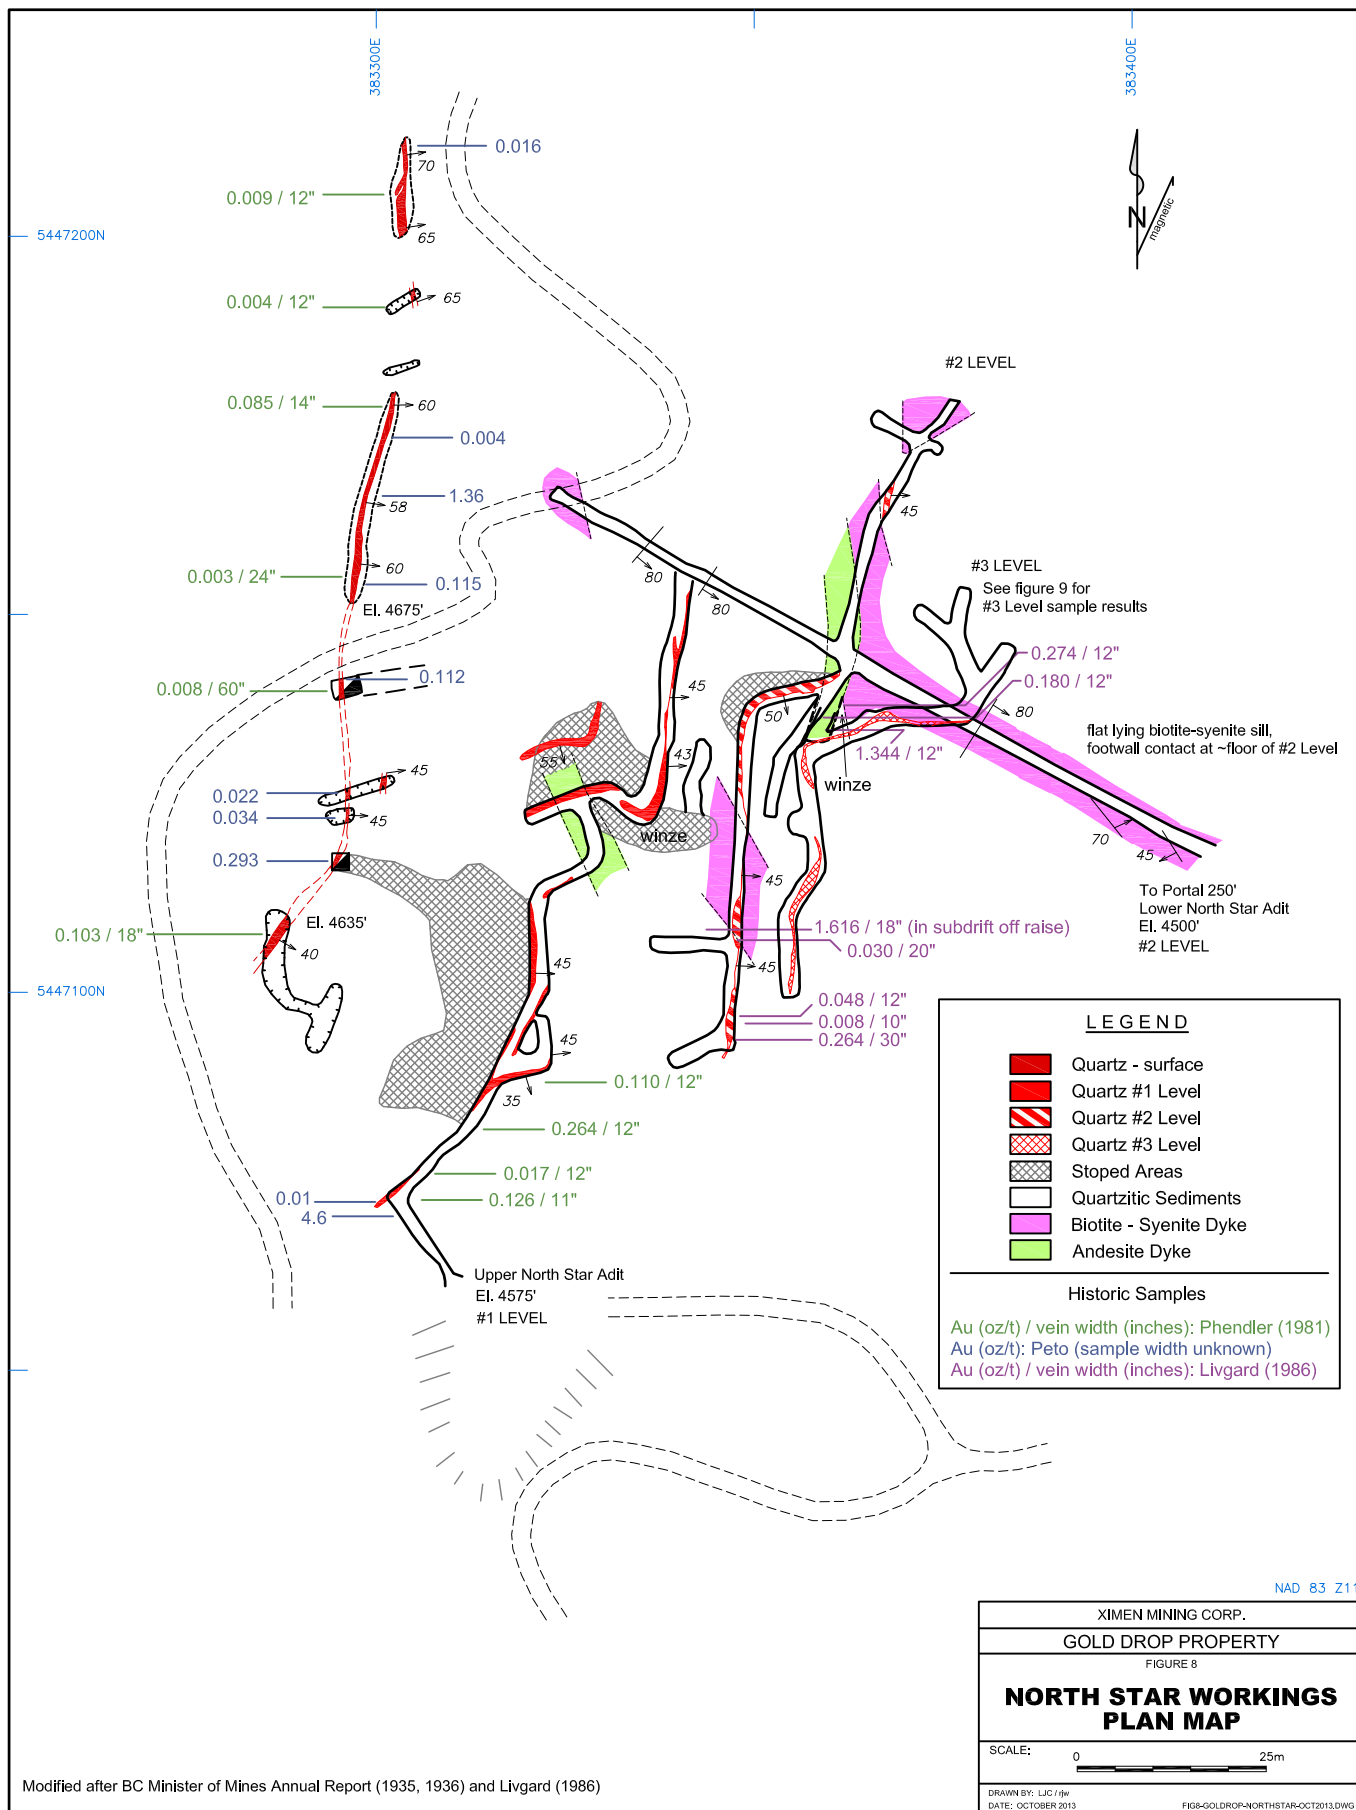 383300E
383400E
0.016
70
0.009 / 12"
N
magnetic
65
5447200N
0.004 / 12"
65
#2 LEVEL
0.085 / 14"
60
0.004
1.36
58
45
60
0.003 / 24"
0.115
80
80
#3 LEVEL
See figure 9 for
#3 Level sample results
El. 4675'
0.112
0.008 / 60"
0.274 / 12"
0.180 / 12"
45
50
80
flat lying biotite-syenite sill,
footwall contact at ~floor of #2 Level
1.344 / 12"
43
55
winze
45
0.022
0.034
45
winze
70
45
0.293
45
To Portal 250'
Lower North Star Adit
El. 4500'
#2 LEVEL
El. 4635'
0.103 / 18"
40
1.616 / 18" (in subdrift off raise)
0.030 / 20"
45
45
5447100N
0.048 / 12"
0.008 / 10"
0.264 / 30"
45
0.110 / 12"
35
0.264 / 12"
0.017 / 12"
0.126 / 11"
0.01
4.6
Upper North Star Adit
El. 4575'
#1 LEVEL
LEGEND
Quartz - surface
Quartz #1 Level
Quartz #2 Level
Quartz #3 Level
Stoped Areas
Quartzitic Sediments
Biotite - Syenite Dyke
Andesite Dyke
Historic Samples
Au (oz/t) / vein width (inches): Phendler (1981)
Au (oz/t): Peto (sample width unknown)
Au (oz/t) / vein width (inches): Livgard (1986)
NAD 83 Z11
XIMEN MINING CORP.
GOLD DROP PROPERTY
FIGURE 8
NORTH STAR WORKINGS
PLAN MAP
SCALE:
0 25m
DRAWN BY: LJC / rjw
DATE: OCTOBER 2013 FIG8-GOLDROP-NORTHSTAR-OCT2013.DWG
Modified after BC Minister of Mines Annual Report (1935, 1936) and Livgard (1986)